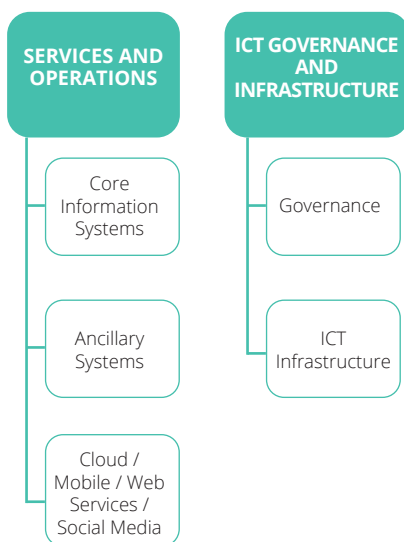 SERVICES AND
OPERATIONS
Core
Information
Systems
Ancillary
Systems
Cloud /
Mobile / Web
Services /
Social Media
ICT GOVERNANCE
AND
INFRASTRUCTURE
Governance
ICT
Infrastructure